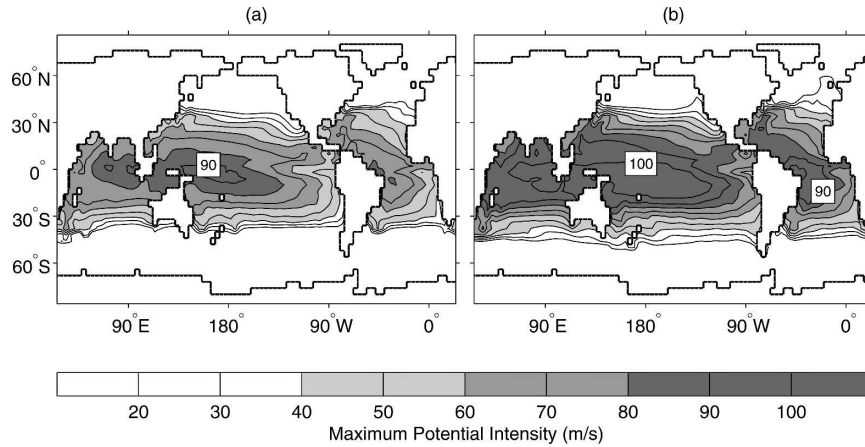 (a)
(b)
60° N
30° N
0°
30° S
60° S
90
100
90
90° E
180°
90° W
0°
90° E
180°
90° W
0°
20 30 40 50 60 70 80 90 100
Maximum Potential Intensity (m/s)